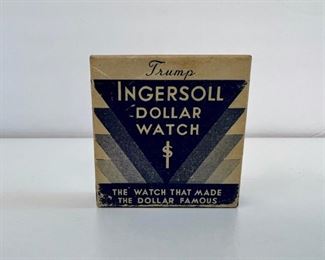 Trump
INGERSOLL
DOLLAR
WATCH
$
THE WATCH THAT MADE
THE DOLLAR FAMOUS